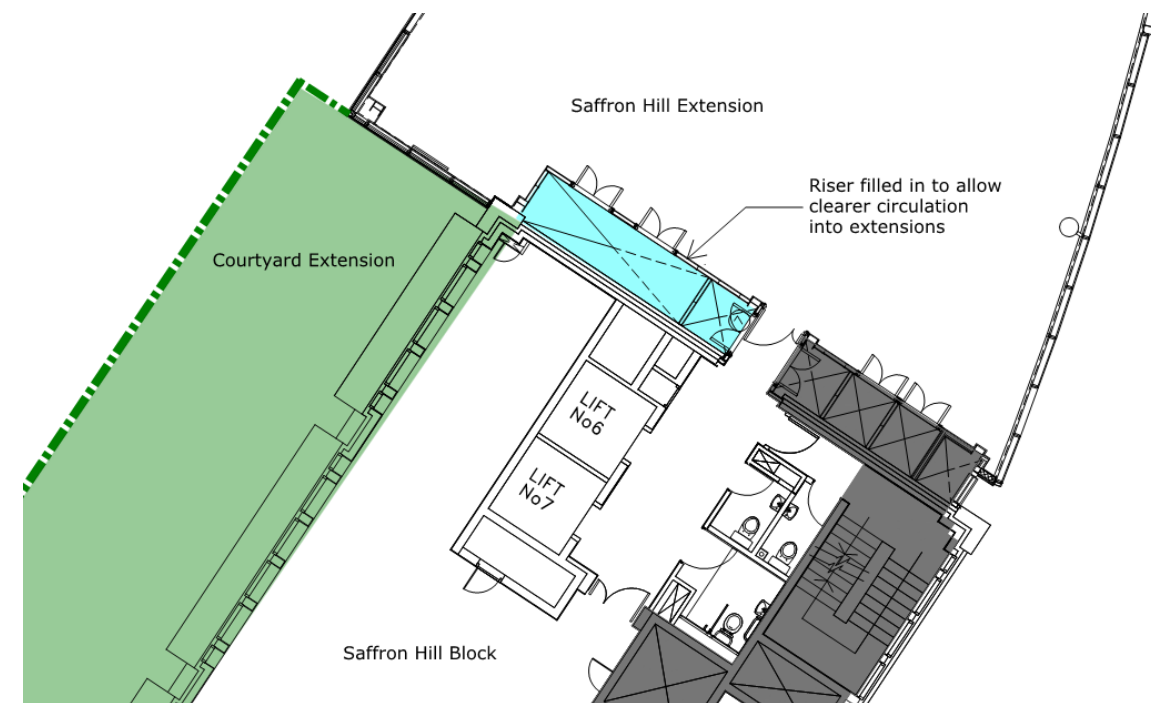 Saffron Hill Extension
Riser filled in to allow
clearer circulation
into extensions
Courtyard Extension
LIFT
No6
LIFT
No7
Saffron Hill Block